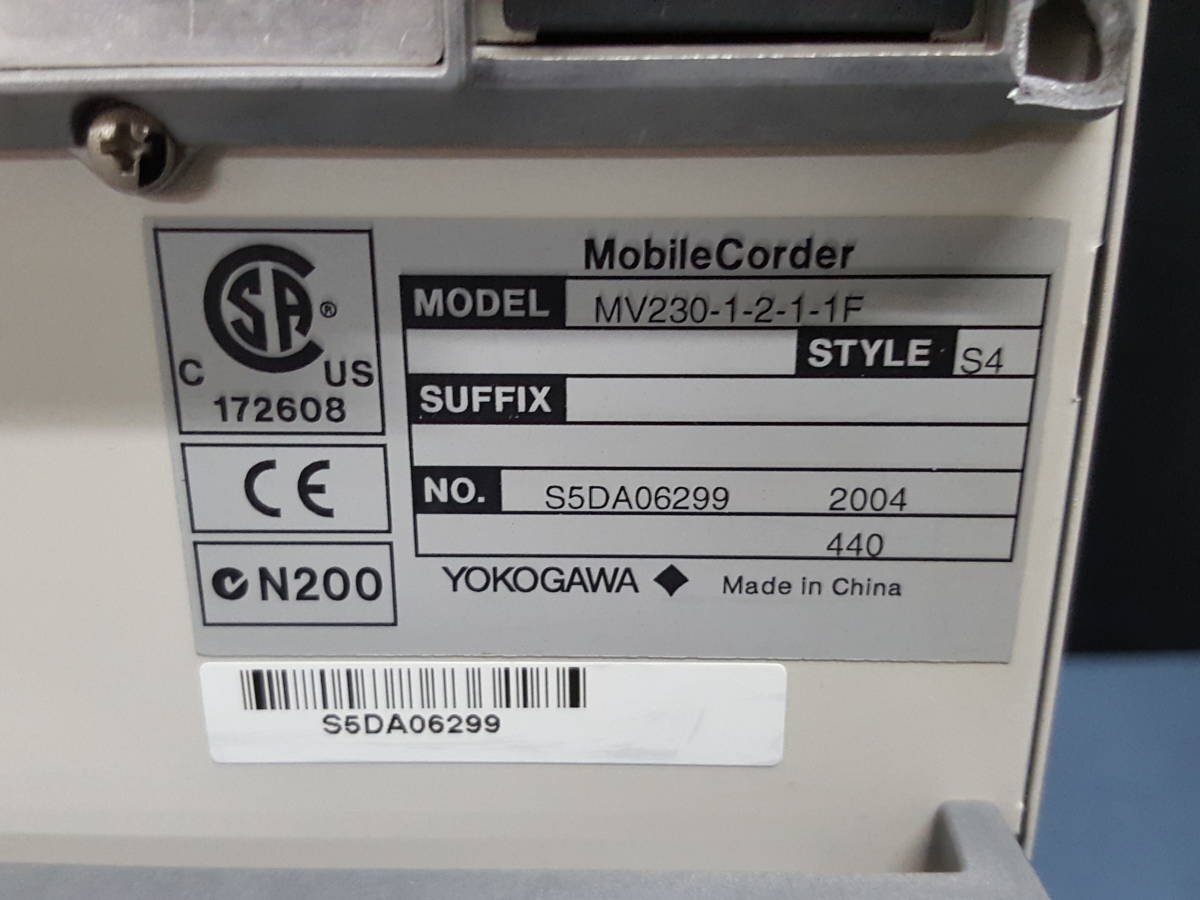 MobileCorder
MODEL MV230-1-2-1-1F
STYLE S4
SUFFIX
NO. S5DA06299 2004
440
YOKOGAWA Made in China
CSA ®
C US
172608
CE
N200
S5DA06299